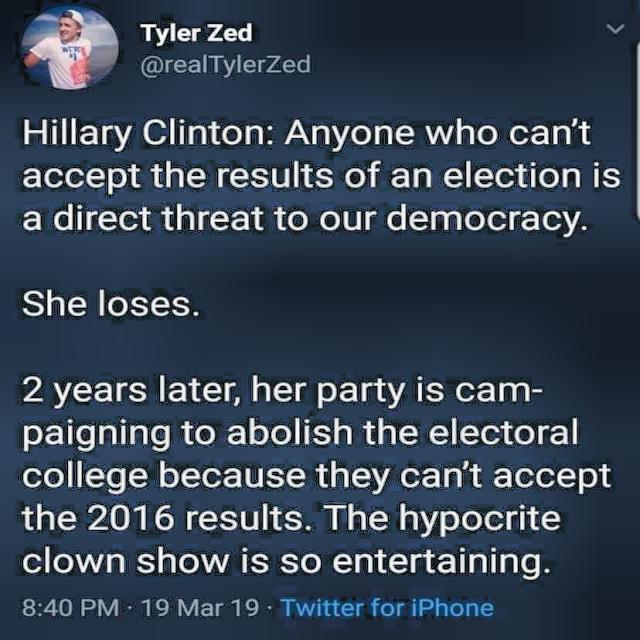 Tyler Zed
@realTylerZed
Hillary Clinton: Anyone who can't
accept the results of an election is
a direct threat to our democracy.
She loses.
2 years later, her party is cam-
paigning to abolish the electoral
college because they can't accept
the 2016 results. The hypocrite
clown show is so entertaining.
8:40 PM · 19 Mar 19 · Twitter for iPhone